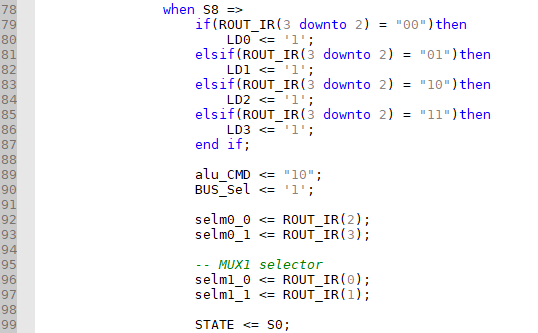 78 when S8 =>
79 if(ROUT_IR(3 downto 2) = "00")then
80 LD0 <= '1';
81 elsif(ROUT_IR(3 downto 2) = "01")then
82 LD1 <= '1';
83 elsif(ROUT_IR(3 downto 2) = "10")then
84 LD2 <= '1';
85 elsif(ROUT_IR(3 downto 2) = "11")then
86 LD3 <= '1';
87 end if;
88
89 alu_CMD <= "10";
90 BUS_Sel <= '1';
91
92 selm0_0 <= ROUT_IR(2);
93 selm0_1 <= ROUT_IR(3);
94
95 -- MUX1 selector
96 selm1_0 <= ROUT_IR(0);
97 selm1_1 <= ROUT_IR(1);
98
99 STATE <= S0;